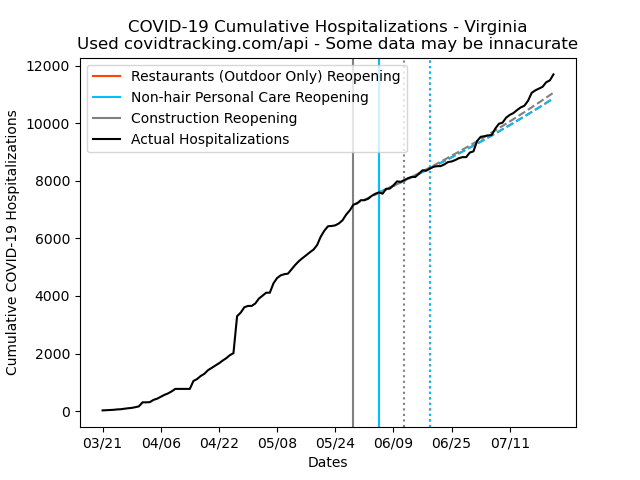 COVID-19 Cumulative Hospitalizations - Virginia
Used covidtracking.com/api - Some data may be innacurate
Restaurants (Outdoor Only) Reopening
Non-hair Personal Care Reopening
Construction Reopening
Actual Hospitalizations
Cumulative COVID-19 Hospitalizations
12000
10000
8000
6000
4000
2000
0
03/21 04/06 04/22 05/08 05/24 06/09 06/25 07/11
Dates